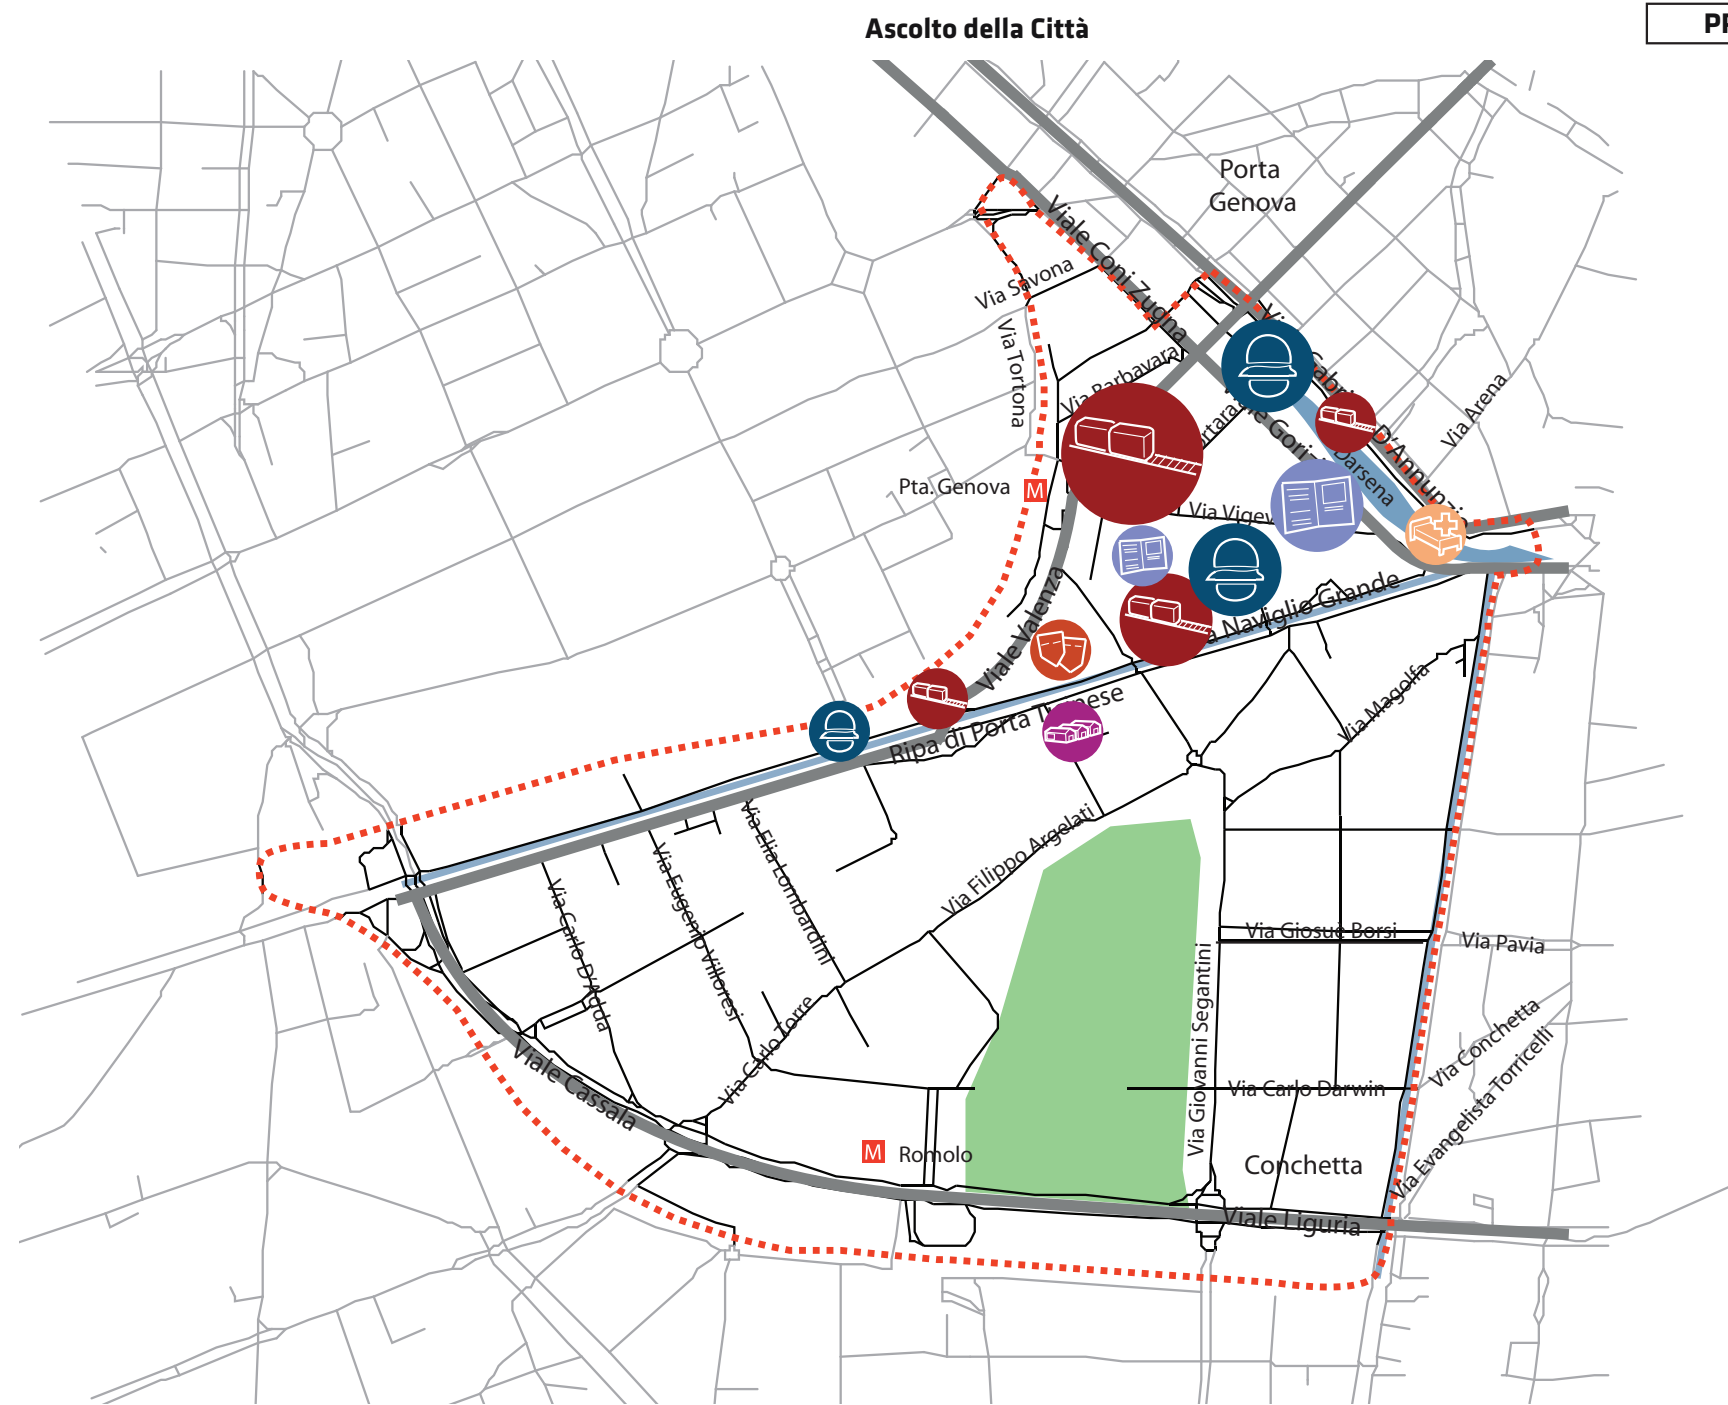 Ascolto della Città
Porta
Genova
Viale Coni Zugna
Via Savona
Via Tortona
Via Barbavara
Via Arena
D'Annunzio
Darsena
Pta. Genova
M
Via Vigev
Naviglio Grande
Viale Valenza
Ripa di Porta
Via Magolfa
Via Filippo Argelati
Via Elia Lombardini
Via Eugenio Villoresi
Via Carlo D'Adda
Via Giosuè Borsi
Via Pavia
Via Giovanni Segantini
Via Carlo Torre
Viale Cassala
Via Conchetta
Via Evangelista Torricelli
Via Carlo Darwin
M
Romolo
Conchetta
Viale Liguria